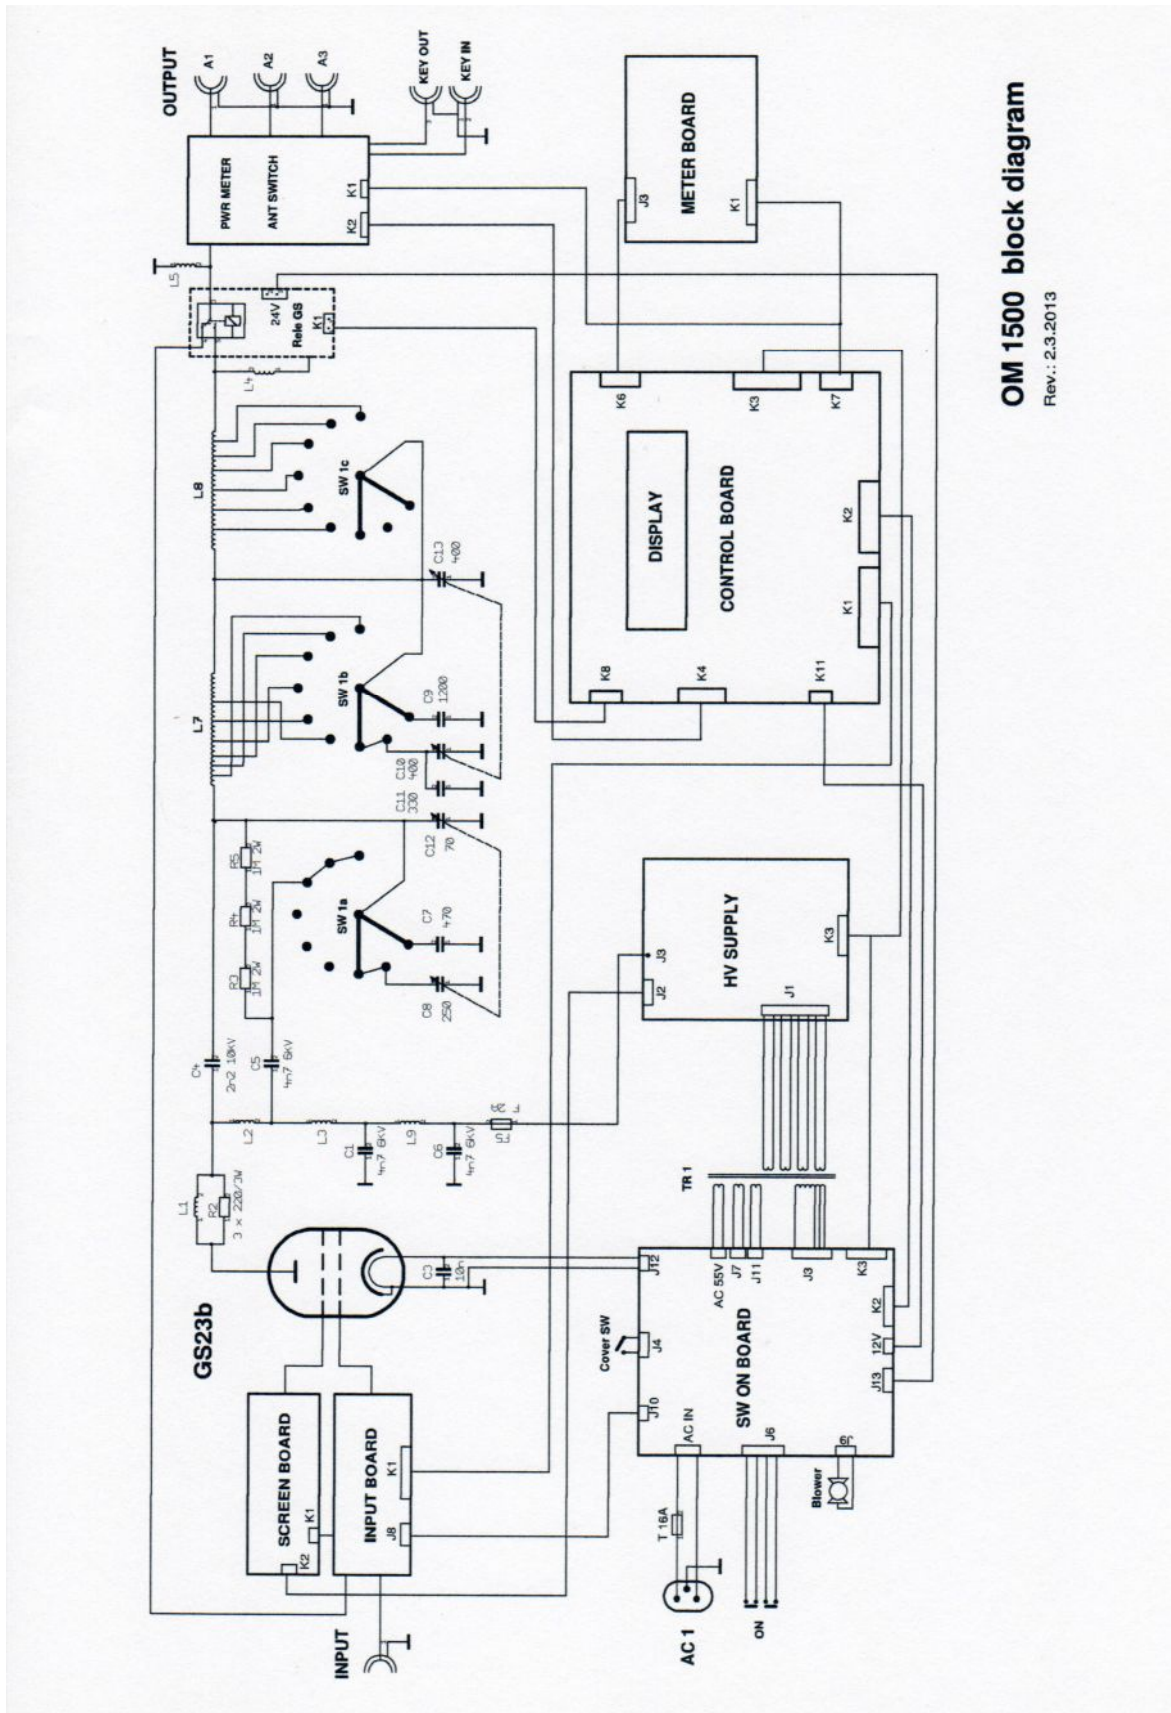 OUTPUT
A1
A2
A3
KEY OUT
KEY IN
PWR METER
ANT SWITCH
K2
K1
L5
24V
Rele GS
K1
L4
L8
SW 1c
C13
400
L7
SW 1b
C9
1200
C10
400
C11
330
C12
70
R5
1M 2W
R4
1M 2W
R3
1M 2W
SW 1a
C7
470
C8
250
C4
2n2 10kV
C5
4n7 6kV
L2
L3
C1
4n7 6kV
L9
C6
4n7 6kV
F5
L1
R2
3 x 220/3W
GS23b
C3
10n
SCREEN BOARD
K2
K1
INPUT BOARD
J8
K1
INPUT
METER BOARD
J3
K1
CONTROL BOARD
DISPLAY
K6
K3
K7
K8
K4
K11
K1
K2
HV SUPPLY
J2
J3
J1
K3
TR 1
SW ON BOARD
J12
J4
J10
Cover SW
AC 55V
J7
J11
J3
K3
K2
12V
J13
AC IN
J6
J9
Blower
T 16A
AC 1
ON
OM 1500 block diagram
Rev.: 2.3.2013